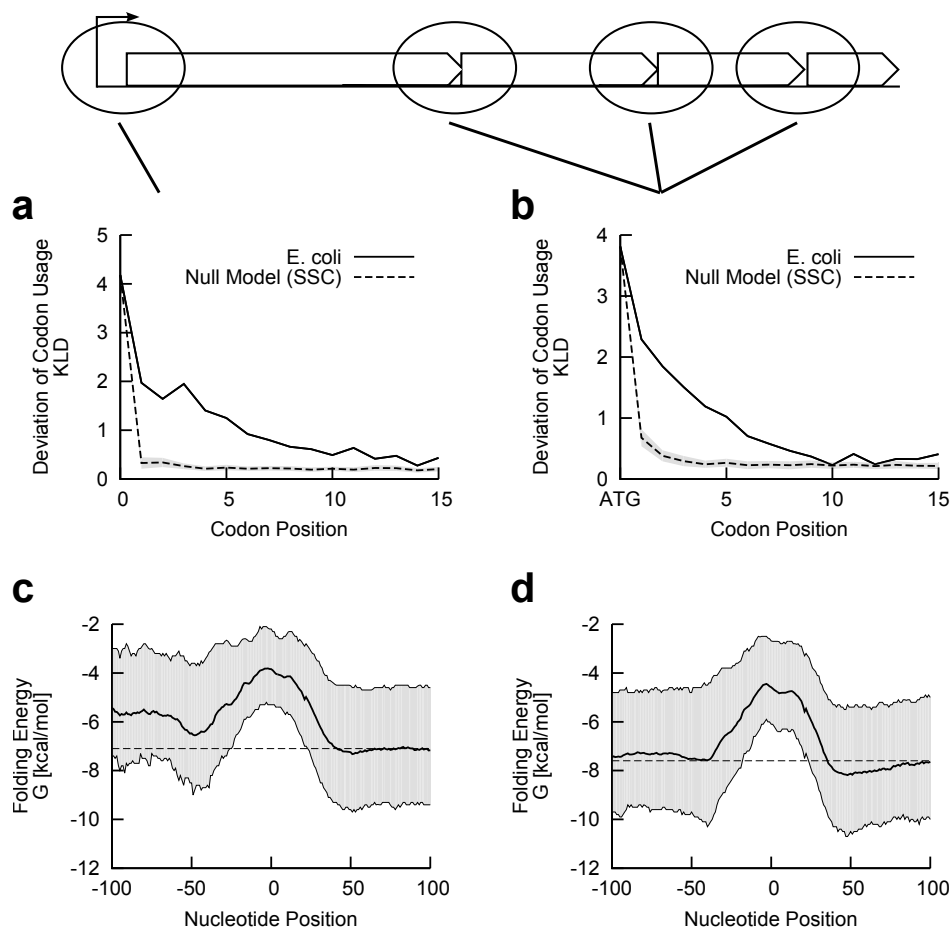 a
b
5
4
3
2
1
0
Deviation of Codon Usage
KLD
E. coli
Null Model (SSC)
0
5
10
15
Codon Position
4
3
2
1
0
Deviation of Codon Usage
KLD
E. coli
Null Model (SSC)
ATG
5
10
15
Codon Position
c
d
-2
-4
-6
-8
-10
-12
Folding Energy
G [kcal/mol]
-100
-50
0
50
100
Nucleotide Position
-2
-4
-6
-8
-10
-12
Folding Energy
G [kcal/mol]
-100
-50
0
50
100
Nucleotide Position